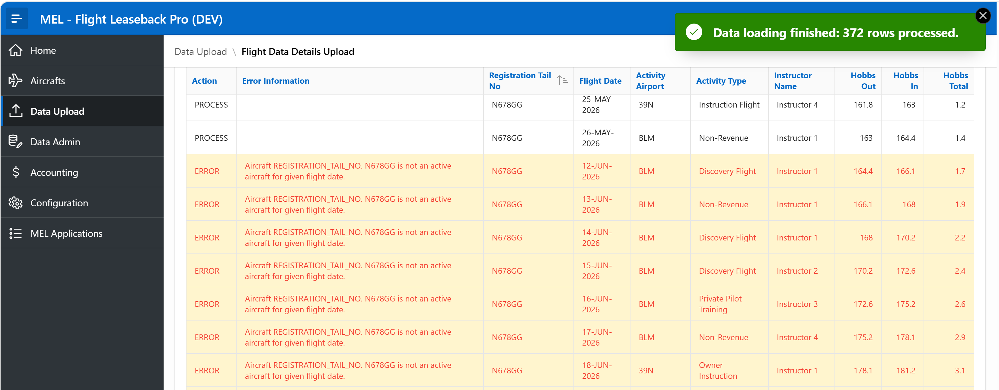 MEL - Flight Leaseback Pro (DEV)
Data loading finished: 372 rows processed.
Home
Aircrafts
Data Upload
Data Admin
Accounting
Configuration
MEL Applications
Data Upload \ Flight Data Details Upload
Action
Error Information
Registration Tail
No
Flight Date
Activity
Airport
Activity Type
Instructor
Name
Hobbs
Out
Hobbs
In
Hobbs
Total
PROCESS
N678GG
25-MAY-
2026
39N
Instruction Flight
Instructor 4
161.8
163
1.2
PROCESS
N678GG
26-MAY-
2026
BLM
Non-Revenue
Instructor 1
163
164.4
1.4
ERROR
Aircraft REGISTRATION_TAIL_NO. N678GG is not an active
aircraft for given flight date.
N678GG
12-JUN-
2026
BLM
Discovery Flight
Instructor 1
164.4
166.1
1.7
ERROR
Aircraft REGISTRATION_TAIL_NO. N678GG is not an active
aircraft for given flight date.
N678GG
13-JUN-
2026
BLM
Non-Revenue
Instructor 1
166.1
168
1.9
ERROR
Aircraft REGISTRATION_TAIL_NO. N678GG is not an active
aircraft for given flight date.
N678GG
14-JUN-
2026
BLM
Discovery Flight
Instructor 1
168
170.2
2.2
ERROR
Aircraft REGISTRATION_TAIL_NO. N678GG is not an active
aircraft for given flight date.
N678GG
15-JUN-
2026
BLM
Discovery Flight
Instructor 2
170.2
172.6
2.4
ERROR
Aircraft REGISTRATION_TAIL_NO. N678GG is not an active
aircraft for given flight date.
N678GG
16-JUN-
2026
BLM
Private Pilot
Training
Instructor 3
172.6
175.2
2.6
ERROR
Aircraft REGISTRATION_TAIL_NO. N678GG is not an active
aircraft for given flight date.
N678GG
17-JUN-
2026
BLM
Non-Revenue
Instructor 4
175.2
178.1
2.9
ERROR
Aircraft REGISTRATION_TAIL_NO. N678GG is not an active
aircraft for given flight date.
N678GG
18-JUN-
2026
39N
Owner
Instruction
Instructor 1
178.1
181.2
3.1